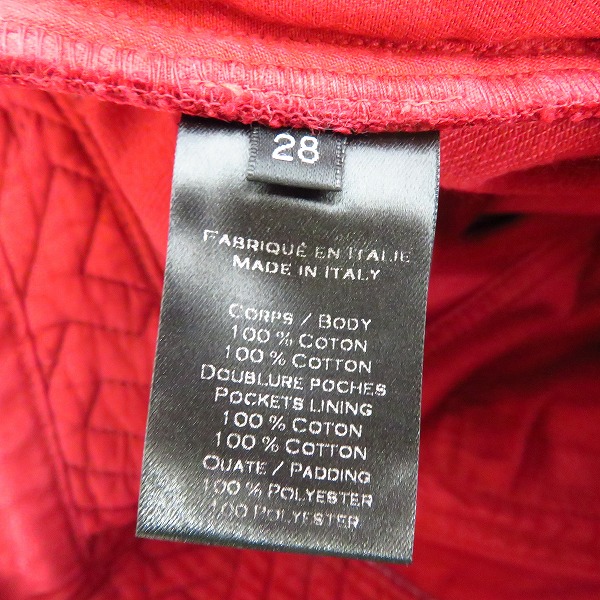 28
FABRIQUÉ EN ITALIE
MADE IN ITALY
CORPS / BODY
100 % COTON
100 % COTTON
DOUBLURE POCHES
POCKETS LINING
100 % COTON
100 % COTTON
OUATE / PADDING
100 % POLYESTER
100 % POLYESTER